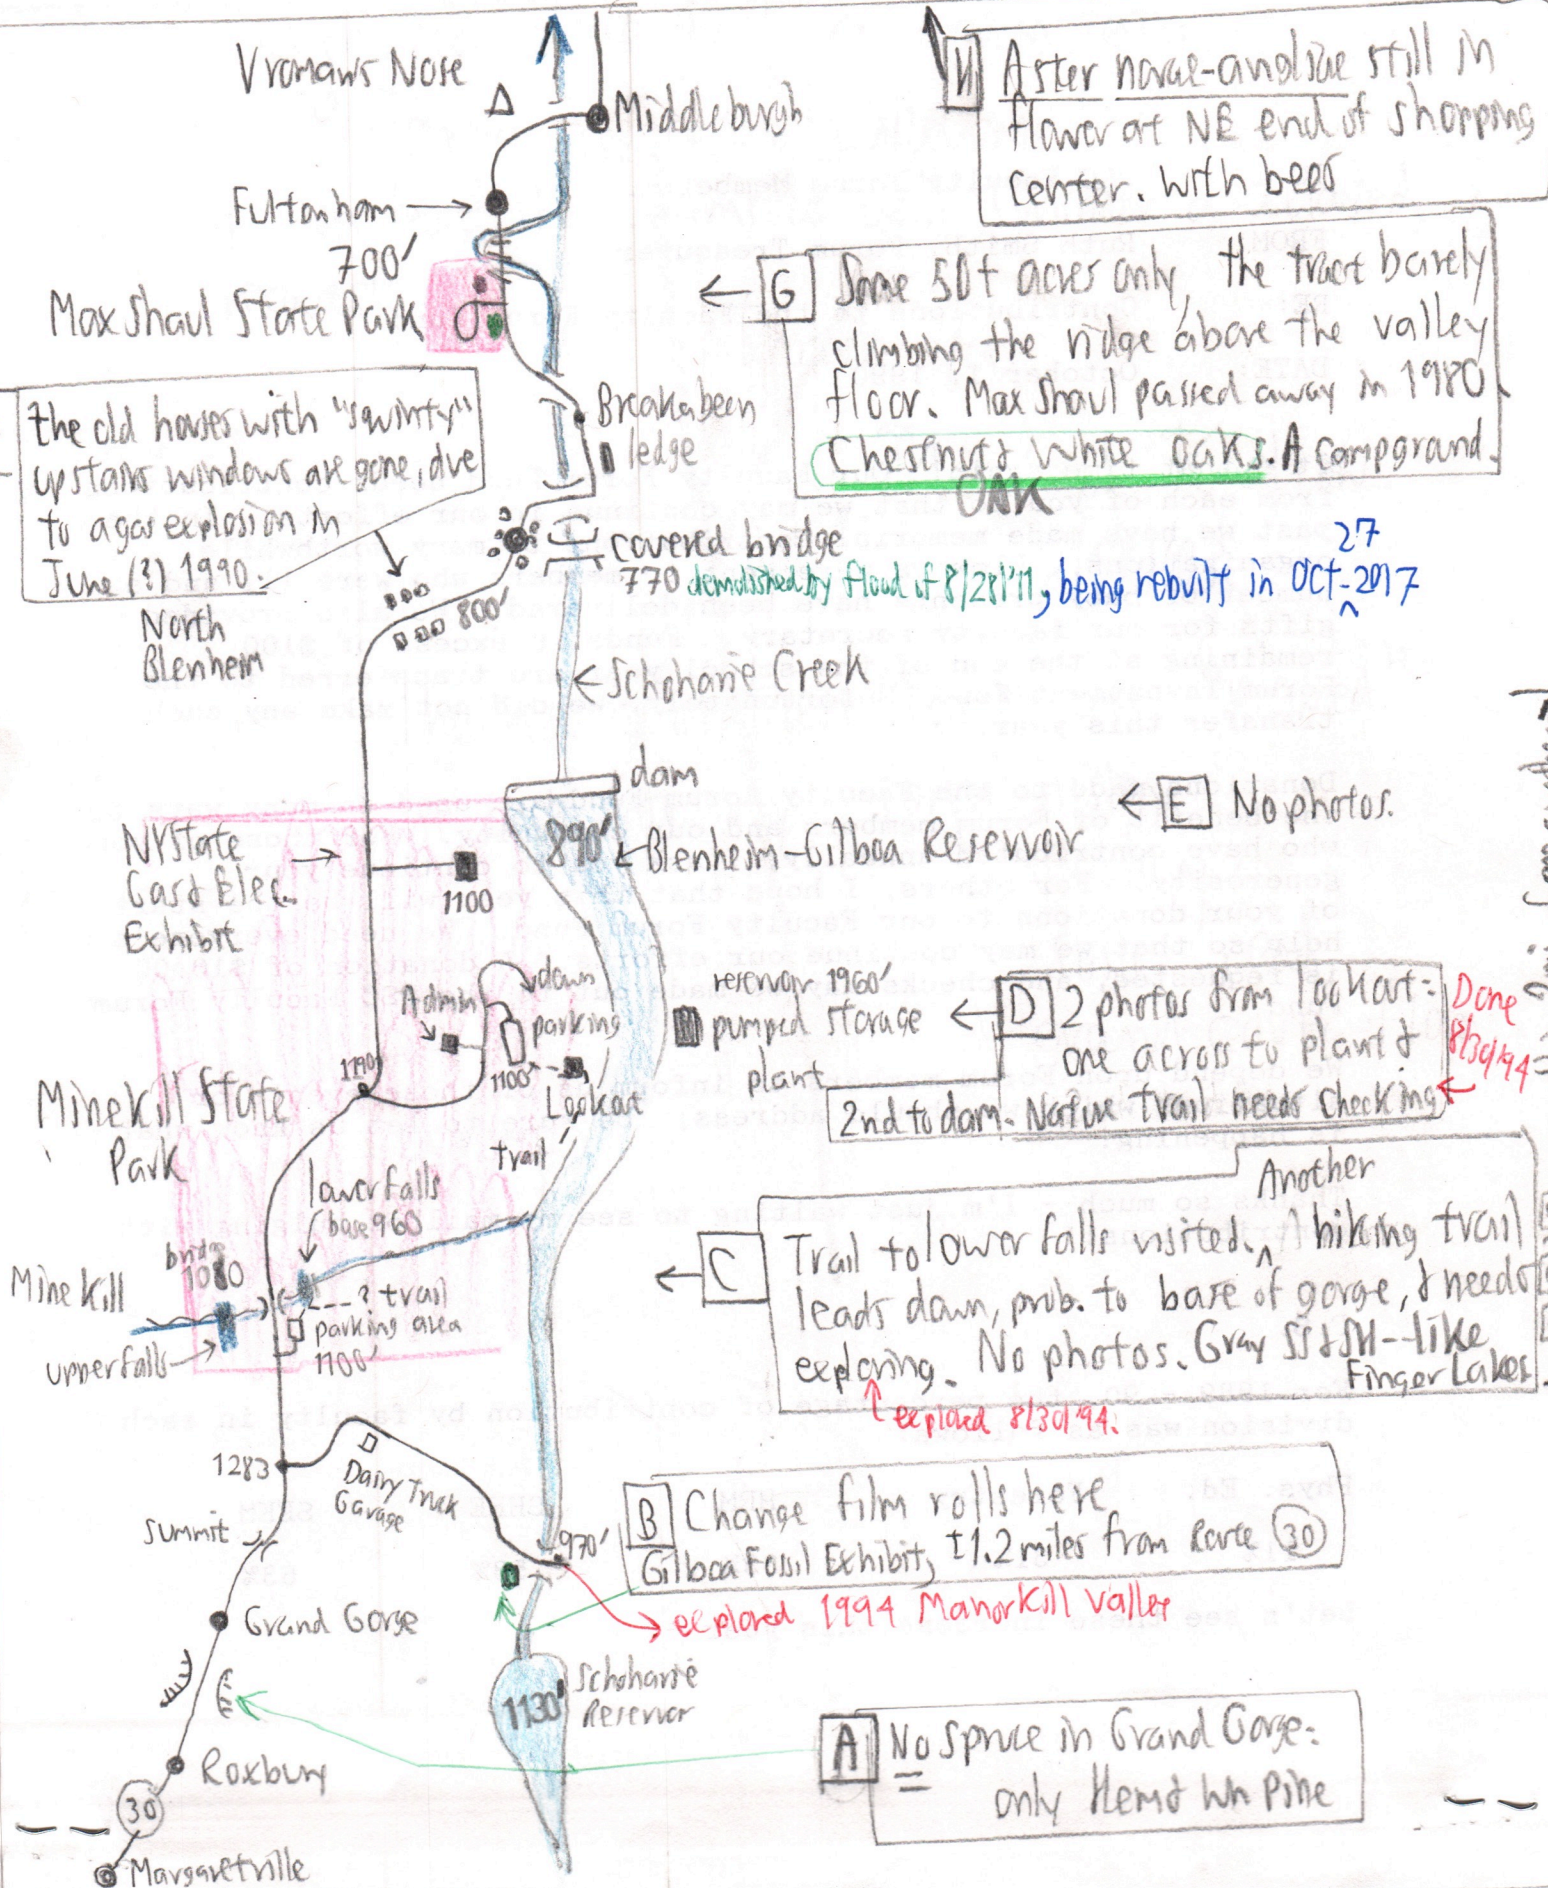 Vroman's Nose
Middleburgh
Fultonham
700'
Max Shaul State Park
H Aster novae-angliae still in
flower at NE end of shopping
center. With bees
G Some 50+ acres only, the tract barely
climbing the ridge above the valley
floor. Max Shaul passed away in 1980
Chestnut & White Oaks. A campground.
OAK
the old houses with "squinty"
upstairs windows are gone, due
to a gas explosion in
June (3) 1990.
Breakabeen
ledge
covered bridge
770 demolished by flood of 8/28/'11, being rebuilt in Oct-2017
27
^
800'
North
Blenheim
Schoharie Creek
dam
890'
Blenheim-Gilboa Reservoir
E No photos.
NYState
Gas & Elec.
Exhibit
1100
down
parking
Admin
1100'
Lookout
reservoir 1960'
pumped storage
plant
D 2 photos from lookout:
one across to plant &
2nd to dam. Nature trail needs checking
Done
8/30/'94
1190'
Minekill State
Park
trail
lower falls
base 960
bridge
1080
Mine Kill
upper falls
? trail
parking area
1100'
Another
C Trail to lower falls visited. ^ hiking trail
leads down, prob. to base of gorge, & needs
exploring. No photos. Gray SS & SH--like
Finger Lakes.
explored 8/30/'94.
1283
Dairy Truck
Garage
Summit
970'
B Change film rolls here
Gilboa Fossil Exhibit, ±1.2 miles from Route 30
explored 1994 Manorkill Valley
Grand Gorge
1130'
Schoharie
Reservoir
A No spruce in Grand Gorge:
only Hem & Wh Pine
Roxbury
30
Margaretville